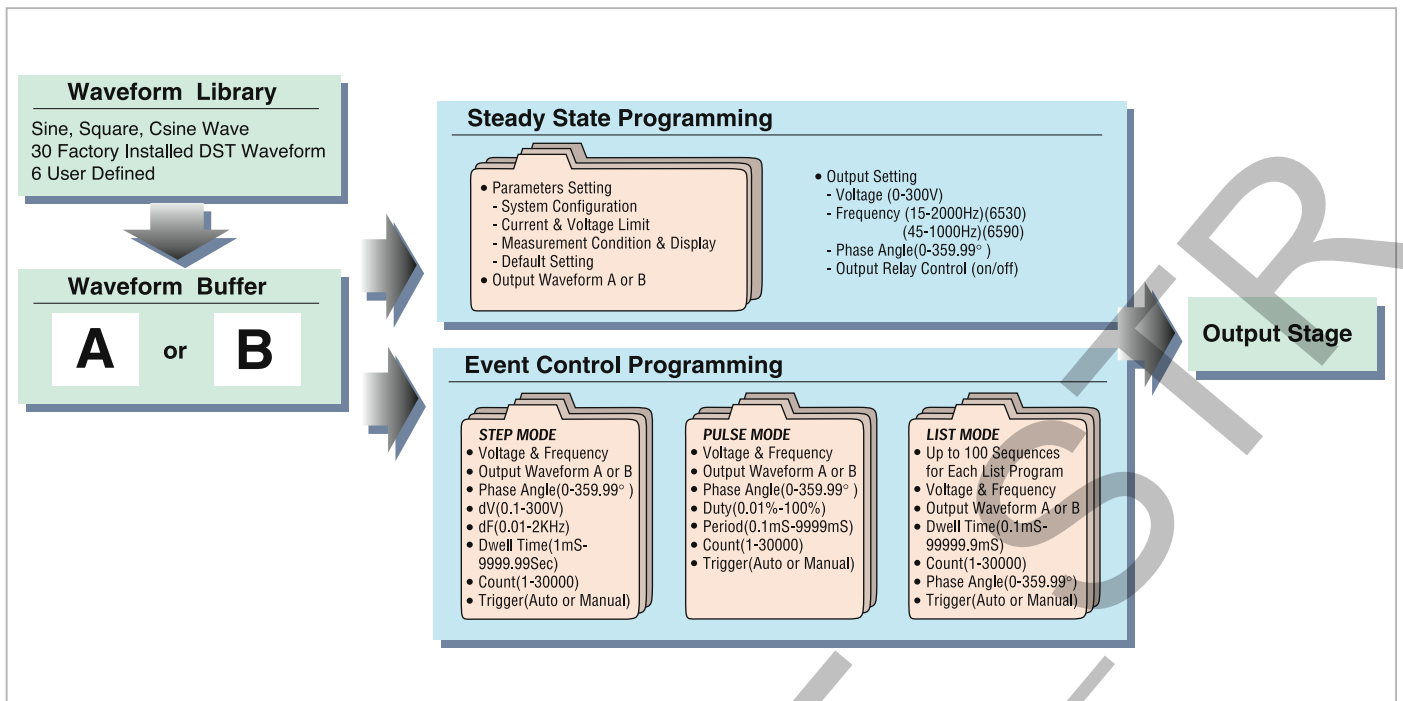 Waveform Library
Sine, Square, Csine Wave
30 Factory Installed DST Waveform
6 User Defined
Waveform Buffer
A or B
Steady State Programming
• Parameters Setting
- System Configuration
- Current & Voltage Limit
- Measurement Condition & Display
- Default Setting
• Output Waveform A or B
• Output Setting
- Voltage (0-300V)
- Frequency (15-2000Hz)(6530)
(45-1000Hz)(6590)
- Phase Angle(0-359.99° )
- Output Relay Control (on/off)
Event Control Programming
STEP MODE
• Voltage & Frequency
• Output Waveform A or B
• Phase Angle(0-359.99° )
• dV(0.1-300V)
• dF(0.01-2KHz)
• Dwell Time(1mS-
9999.99Sec)
• Count(1-30000)
• Trigger(Auto or Manual)
PULSE MODE
• Voltage & Frequency
• Output Waveform A or B
• Phase Angle(0-359.99° )
• Duty(0.01%-100%)
• Period(0.1mS-9999mS)
• Count(1-30000)
• Trigger(Auto or Manual)
LIST MODE
• Up to 100 Sequences
for Each List Program
• Voltage & Frequency
• Output Waveform A or B
• Dwell Time(0.1mS-
99999.9mS)
• Count(1-30000)
• Phase Angle(0-359.99°)
• Trigger(Auto or Manual)
Output Stage
STR